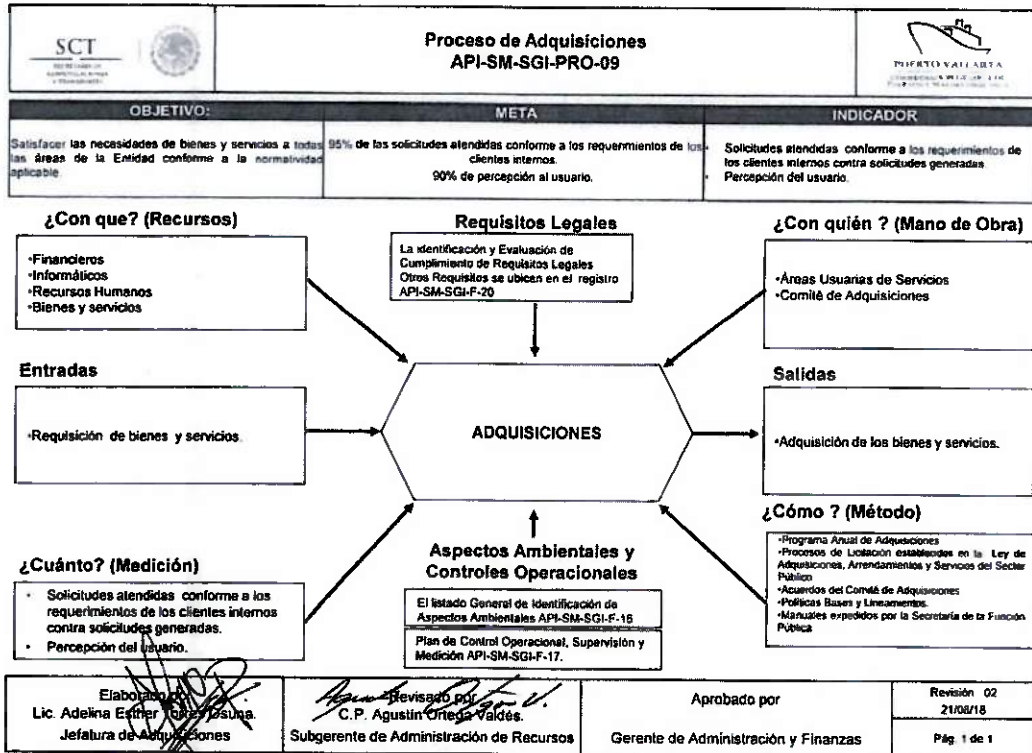 SCT
Proceso de Adquisiciones
API-SM-SGI-PRO-09
PUERTO VALLARTA
OBJETIVO:
META
INDICADOR
Satisfacer las necesidades de bienes y servicios a todas
las áreas de la Entidad conforme a la normatividad
aplicable
95% de las solicitudes atendidas conforme a los requerimientos de los
clientes internos.
90% de percepción al usuario.
• Solicitudes atendidas conforme a los requerimientos de
los clientes internos contra solicitudes generadas
• Percepción del usuario.
¿Con que? (Recursos)
•Financieros
•Informáticos
•Recursos Humanos
•Bienes y servicios
Requisitos Legales
La identificación y Evaluación de
Cumplimiento de Requisitos Legales
Otros Requisitos se ubican en el registro
API-SM-SGI-F-20
¿Con quién ? (Mano de Obra)
•Áreas Usuarias de Servicios
•Comité de Adquisiciones
Entradas
•Requisición de bienes y servicios.
ADQUISICIONES
Salidas
•Adquisición de los bienes y servicios.
¿Cuánto? (Medición)
• Solicitudes atendidas conforme a los
requerimientos de los clientes internos
contra solicitudes generadas.
• Percepción del usuario.
Aspectos Ambientales y
Controles Operacionales
El listado General de Identificación de
Aspectos Ambientales API-SM-SGI-F-16
Plan de Control Operacional, Supervisión y
Medición API-SM-SGI-F-17.
¿Cómo ? (Método)
•Programa Anual de Adquisiciones
•Procesos de Licitación establecidos en la Ley de
Adquisiciones, Arrendamientos y Servicios del Sector
Público
•Acuerdos del Comité de Adquisiciones
•Políticas Bases y Lineamientos.
•Manuales expedidos por la Secretaría de la Función
Pública
Elaborado por
Lic. Adelina Esther Torres Osuna.
Jefatura de Adquisiciones
Revisado por
C.P. Agustín Ortega Valdés.
Subgerente de Administración de Recursos
Aprobado por
Gerente de Administración y Finanzas
Revisión 02
21/08/18
Pág. 1 de 1